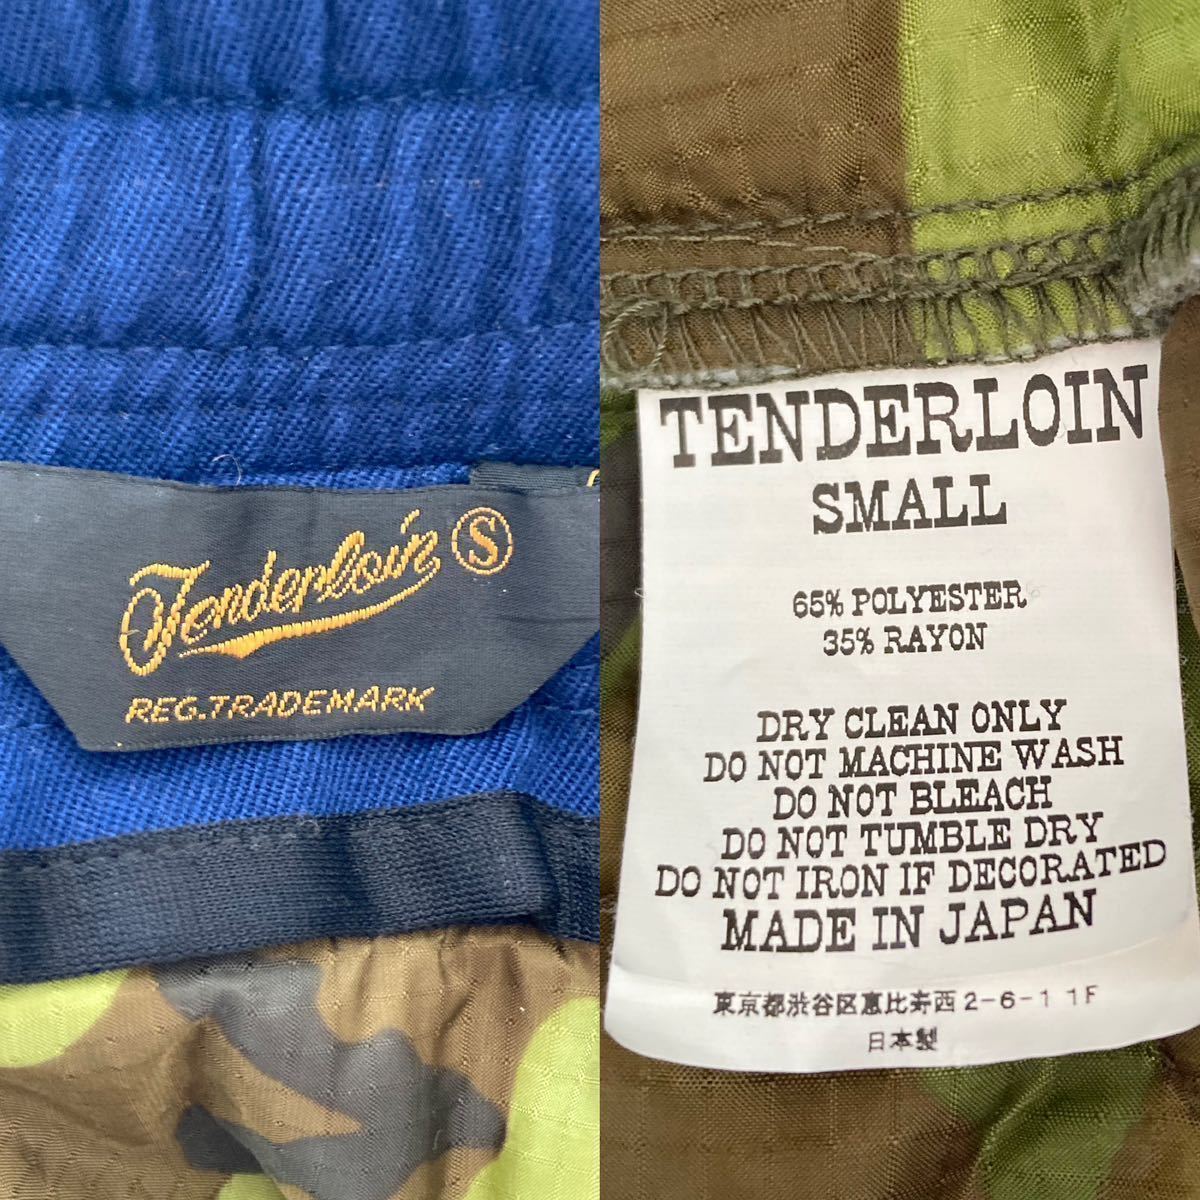 Tenderloin Ⓢ
REG.TRADEMARK
TENDERLOIN
SMALL
65% POLYESTER
35% RAYON
DRY CLEAN ONLY
DO NOT MACHINE WASH
DO NOT BLEACH
DO NOT TUMBLE DRY
DO NOT IRON IF DECORATED
MADE IN JAPAN
東京都渋谷区恵比寿西2-6-1 1F
日本製